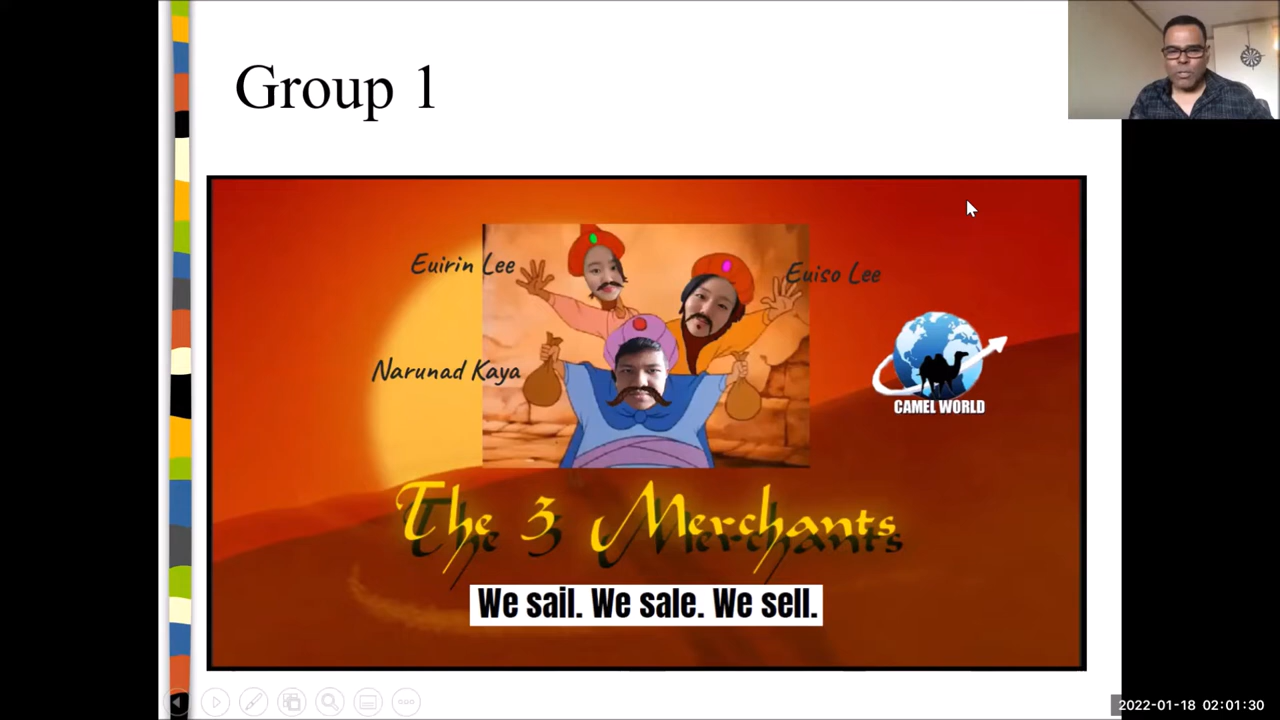 Group 1
Euirin Lee
Euiso Lee
Narunad Kaya
CAMEL WORLD
The 3 Merchants
We sail. We sale. We sell.
2022-01-18 02:01:30